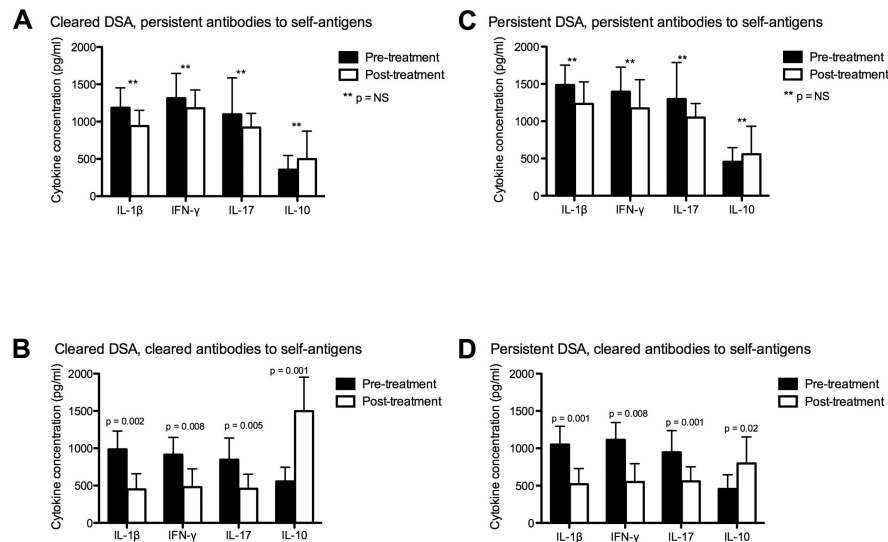 A Cleared DSA, persistent antibodies to self-antigens
Cytokine concentration (pg/ml)
2000
1500
1000
500
0
** ** ** **
IL-1β IFN-γ IL-17 IL-10
Pre-treatment
Post-treatment
** p = NS
C Persistent DSA, persistent antibodies to self-antigens
Cytokine concentration (pg/ml)
2000
1500
1000
500
0
** ** ** **
IL-1β IFN-γ IL-17 IL-10
Pre-treatment
Post-treatment
** p = NS
B Cleared DSA, cleared antibodies to self-antigens
Cytokine concentration (pg/ml)
2000
1500
1000
500
0
p = 0.002 p = 0.008 p = 0.005 p = 0.001
IL-1β IFN-γ IL-17 IL-10
Pre-treatment
Post-treatment
D Persistent DSA, cleared antibodies to self-antigens
Cytokine concentration (pg/ml)
2000
1500
1000
500
0
p = 0.001 p = 0.008 p = 0.001 p = 0.02
IL-1β IFN-γ IL-17 IL-10
Pre-treatment
Post-treatment